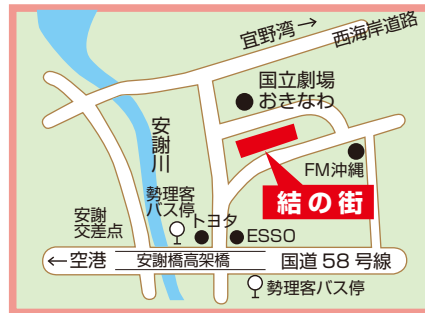 宜野湾→
西海岸道路
国立劇場
おきなわ
安謝川
FM沖縄
結の街
勢理客
バス停
安謝
交差点
トヨタ
ESSO
←空港
安謝橋高架橋
国道58号線
勢理客バス停